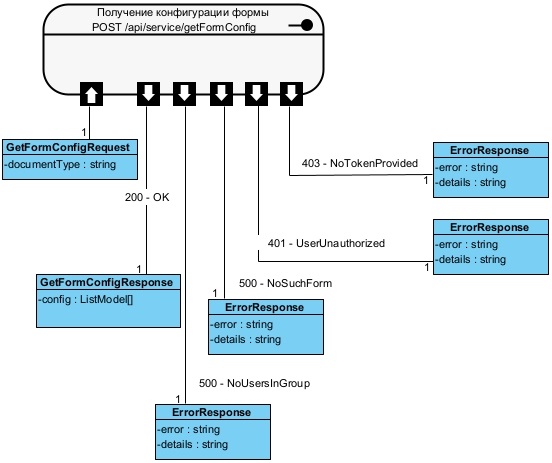 Получение конфигурации формы
POST /api/service/getFormConfig
1
GetFormConfigRequest
-documentType : string
403 - NoTokenProvided
1
ErrorResponse
-error : string
-details : string
200 - OK
401 - UserUnauthorized
1
ErrorResponse
-error : string
-details : string
1
GetFormConfigResponse
-config : ListModel[]
500 - NoSuchForm
1
ErrorResponse
-error : string
-details : string
500 - NoUsersInGroup
1
ErrorResponse
-error : string
-details : string